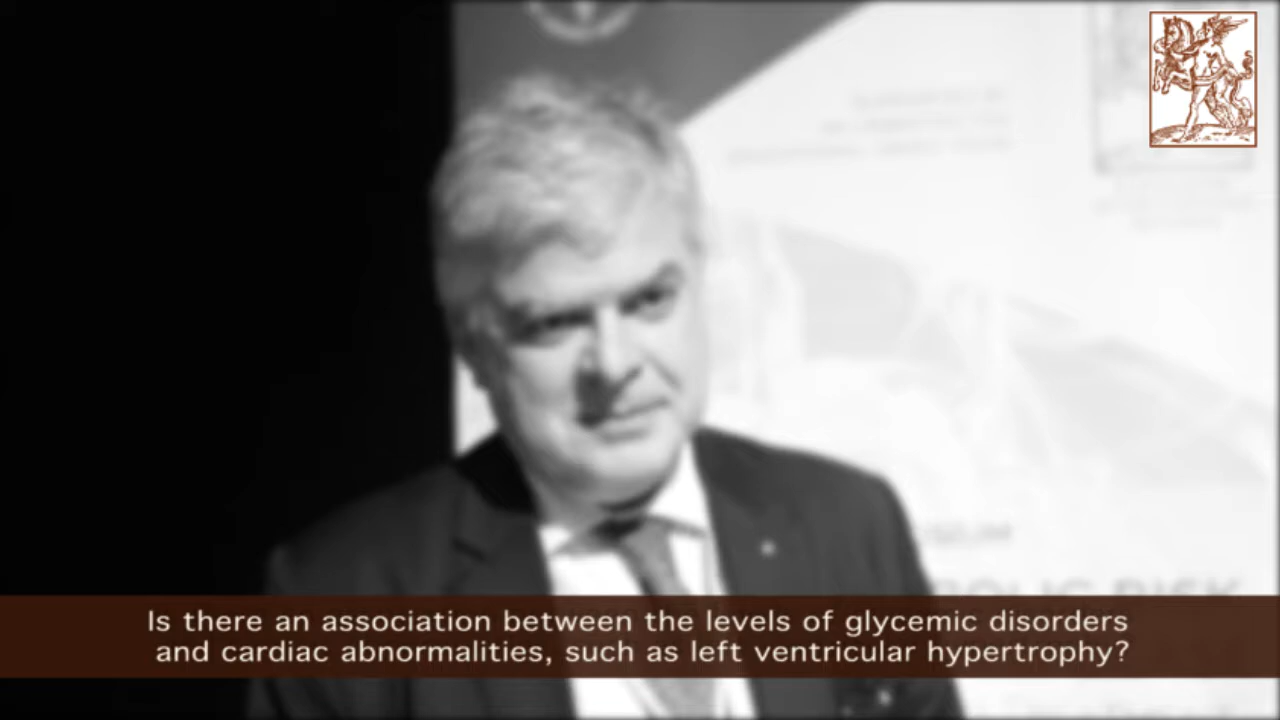 Is there an association between the levels of glycemic disorders
and cardiac abnormalities, such as left ventricular hypertrophy?